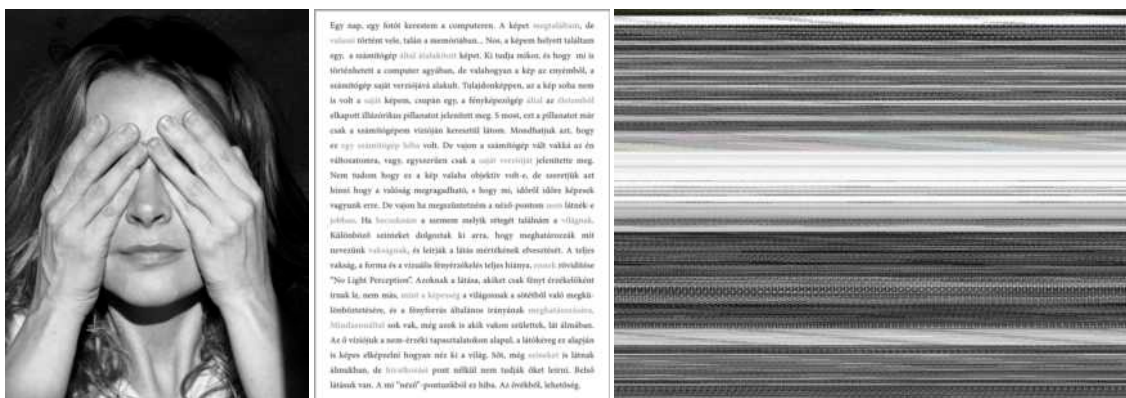 Egy nap, egy fotót kerestem a computeren. A képet megtaláltam, de
valami történt vele, talán a memóriában... Nos, a képem helyett találtam
egy, a számítógép által átalakított képet. Ki tudja mikor, és hogy mi is
történhetett a computer agyában, de valahogyan a kép az enyémből, a
számítógép saját verziójává alakult. Tulajdonképpen, az a kép soha nem
is volt a saját képem, csupán egy, a fényképezőgép által az életemből
elkapott illúzórikus pillanatot jelenített meg. S most, ezt a pillanatot már
csak a számítógépem vízióján keresztül látom. Mondhatjuk azt, hogy
ez egy számítógép hiba volt. De vajon a számítógép vált vakká az én
változatomra, vagy, egyszerűen csak a saját verzióját jelenítette meg.
Nem tudom hogy ez a kép valaha objektív volt-e, de szeretjük azt
hinni hogy a valóság megragadható, s hogy mi, időről időre képesek
vagyunk erre. De vajon ha megszüntetném a néző-pontom nem látnék-e
jobban. Ha becsuknám a szemem melyik rétegét találnám a világnak.
Különböző szinteket dolgoztak ki arra, hogy meghatározzák mit
nevezünk vakságnak, és leírják a látás mértékének elvesztését. A teljes
vakság, a forma és a vizuális fényérzékelés teljes hiánya, ennek rövidítése
"No Light Perception". Azoknak a látása, akiket csak fényt érzékelőként
írnak le, nem más, mint a képesség a világosnak a sötétből való megkü-
lönböztetésére, és a fényforrás általános irányának meghatározására.
Mindazonáltal sok vak, még azok is akik vakon születtek, lát álmában.
Az ő víziójuk a nem-érzéki tapasztalatokon alapul, a látókéreg ez alapján
is képes elképzelni hogyan néz ki a világ. Sőt, még színeket is látnak
álmukban, de hivatkozási pont nélkül nem tudják őket leírni. Belső
látásuk van. A mi "néző"-pontunkból ez hiba. Az övékből, lehetőség.